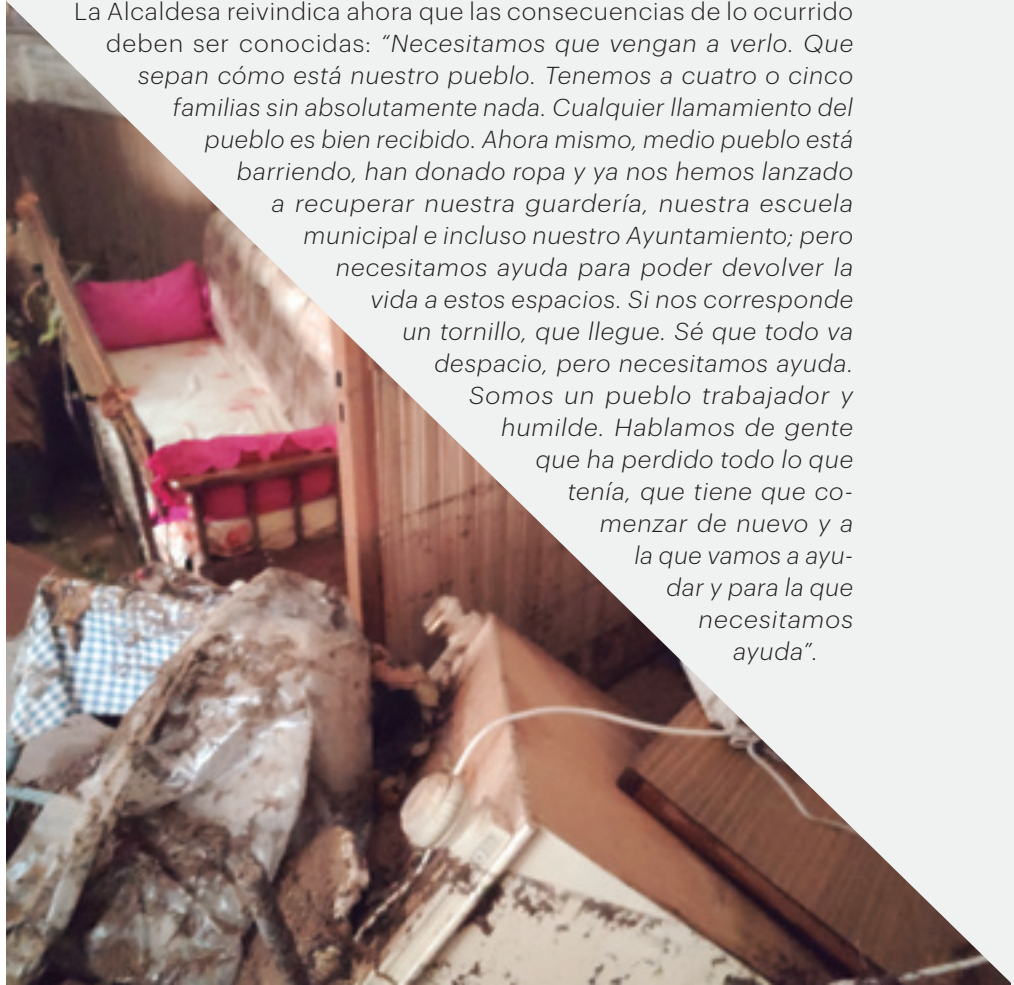 La Alcaldesa reivindica ahora que las consecuencias de lo ocurrido
deben ser conocidas: “Necesitamos que vengan a verlo. Que
sepan cómo está nuestro pueblo. Tenemos a cuatro o cinco
familias sin absolutamente nada. Cualquier llamamiento del
pueblo es bien recibido. Ahora mismo, medio pueblo está
barriendo, han donado ropa y ya nos hemos lanzado
a recuperar nuestra guardería, nuestra escuela
municipal e incluso nuestro Ayuntamiento; pero
necesitamos ayuda para poder devolver la
vida a estos espacios. Si nos corresponde
un tornillo, que llegue. Sé que todo va
despacio, pero necesitamos ayuda.
Somos un pueblo trabajador y
humilde. Hablamos de gente
que ha perdido todo lo que
tenía, que tiene que co-
menzar de nuevo y a
la que vamos a ayu-
dar y para la que
necesitamos
ayuda”.